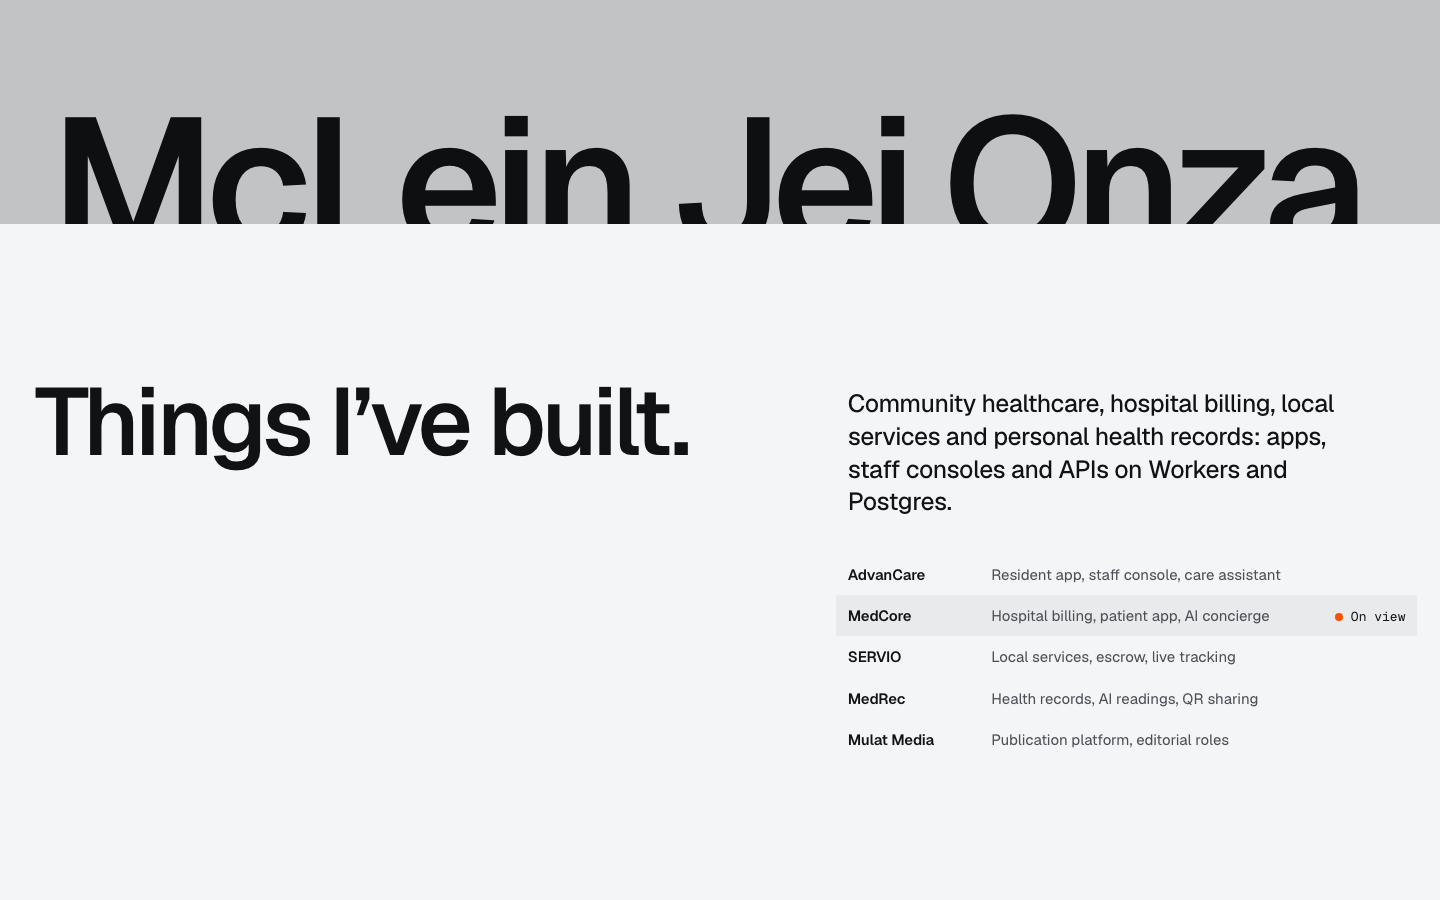 McLein Jei Onza
Things I’ve built.
Community healthcare, hospital billing, local
services and personal health records: apps,
staff consoles and APIs on Workers and
Postgres.
AdvanCare Resident app, staff console, care assistant
MedCore Hospital billing, patient app, AI concierge On view
SERVIO Local services, escrow, live tracking
MedRec Health records, AI readings, QR sharing
Mulat Media Publication platform, editorial roles